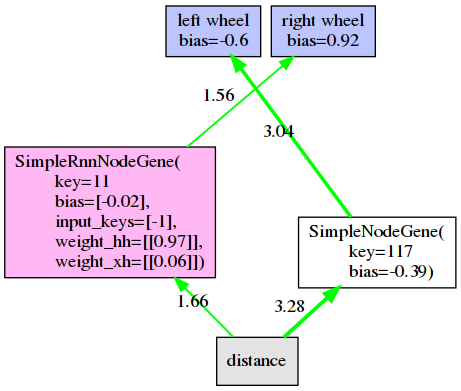 left wheel
bias=-0.6
right wheel
bias=0.92
1.56
3.04
SimpleRnnNodeGene(
key=11
bias=[-0.02],
input_keys=[-1],
weight_hh=[[0.97]],
weight_xh=[[0.06]])
SimpleNodeGene(
key=117
bias=-0.39)
1.66
3.28
distance